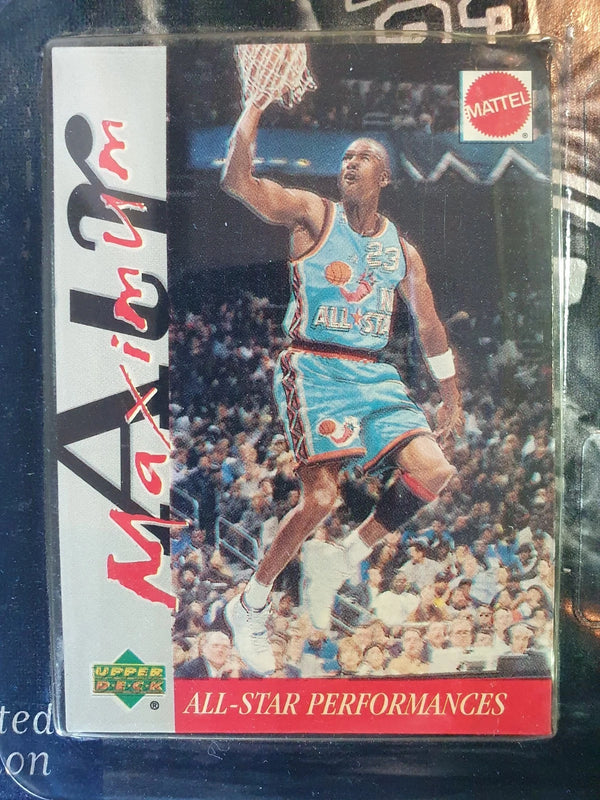 MATTEL
®
Maximum
AIR
23
ALL★STAR
UPPER
DECK
®
ALL-STAR PERFORMANCES
ted
on